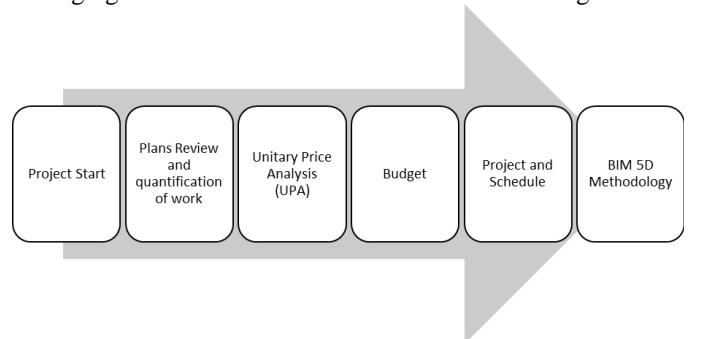 Project Start
Plans Review
and
quantification
of work
Unitary Price
Analysis
(UPA)
Budget
Project and
Schedule
BIM 5D
Methodology